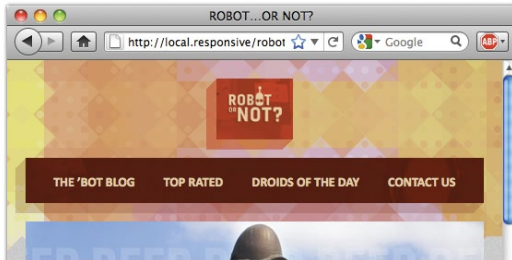 ROBOT...OR NOT?
http://local.responsive/robot
Google
ABP
ROBOT
OR NOT?
THE 'BOT BLOG TOP RATED DROIDS OF THE DAY CONTACT US